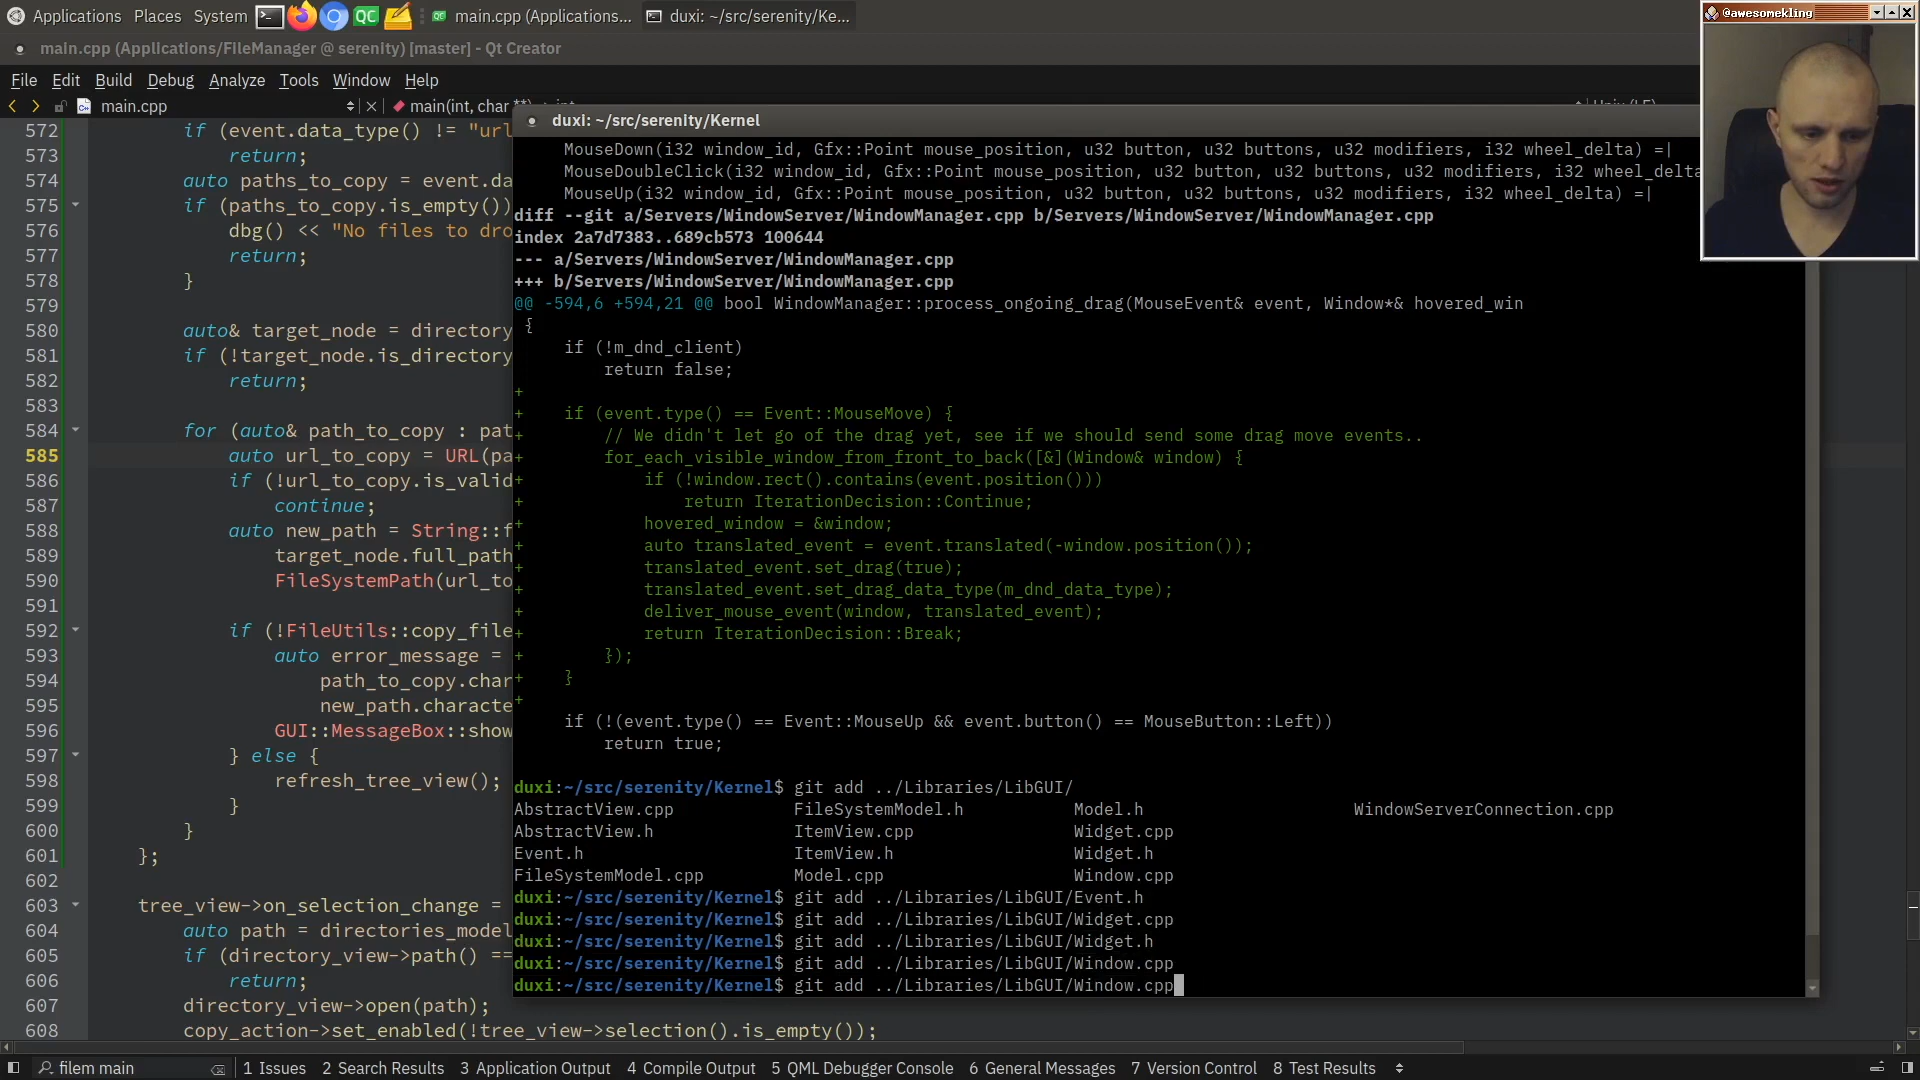 Applications Places System main.cpp (Applications... duxi: ~/src/serenity/Ke...
@awesomekling
main.cpp (Applications/FileManager @ serenity) [master] - Qt Creator
File Edit Build Debug Analyze Tools Window Help
main.cpp main(int, char **)
572 if (event.data_type() != "url
573 return;
574 auto paths_to_copy = event.da
575 if (paths_to_copy.is_empty())
576 dbg() << "No files to dro
577 return;
578 }
579
580 auto& target_node = directory
581 if (!target_node.is_directory
582 return;
583
584 for (auto& path_to_copy : pat
585 auto url_to_copy = URL(pa
586 if (!url_to_copy.is_valid
587 continue;
588 auto new_path = String::f
589 target_node.full_path
590 FileSystemPath(url_to
591
592 if (!FileUtils::copy_file
593 auto error_message =
594 path_to_copy.char
595 new_path.characte
596 GUI::MessageBox::show
597 } else {
598 refresh_tree_view();
599 }
600 }
601 };
602
603 tree_view->on_selection_change =
604 auto path = directories_model
605 if (directory_view->path() ==
606 return;
607 directory_view->open(path);
608 copy_action->set_enabled(!tree_view->selection().is_empty());
duxi: ~/src/serenity/Kernel
MouseDown(i32 window_id, Gfx::Point mouse_position, u32 button, u32 buttons, u32 modifiers, i32 wheel_delta) =|
MouseDoubleClick(i32 window_id, Gfx::Point mouse_position, u32 button, u32 buttons, u32 modifiers, i32 wheel_delta
MouseUp(i32 window_id, Gfx::Point mouse_position, u32 button, u32 buttons, u32 modifiers, i32 wheel_delta) =|
diff --git a/Servers/WindowServer/WindowManager.cpp b/Servers/WindowServer/WindowManager.cpp
index 2a7d7383..689cb573 100644
--- a/Servers/WindowServer/WindowManager.cpp
+++ b/Servers/WindowServer/WindowManager.cpp
@@ -594,6 +594,21 @@ bool WindowManager::process_ongoing_drag(MouseEvent& event, Window*& hovered_win
{
if (!m_dnd_client)
return false;
+
+ if (event.type() == Event::MouseMove) {
+ // We didn't let go of the drag yet, see if we should send some drag move events..
+ for_each_visible_window_from_front_to_back([&](Window& window) {
+ if (!window.rect().contains(event.position()))
+ return IterationDecision::Continue;
+ hovered_window = &window;
+ auto translated_event = event.translated(-window.position());
+ translated_event.set_drag(true);
+ translated_event.set_drag_data_type(m_dnd_data_type);
+ deliver_mouse_event(window, translated_event);
+ return IterationDecision::Break;
+ });
+ }
+
if (!(event.type() == Event::MouseUp && event.button() == MouseButton::Left))
return true;
duxi:~/src/serenity/Kernel$ git add ../Libraries/LibGUI/
AbstractView.cpp FileSystemModel.h Model.h WindowServerConnection.cpp
AbstractView.h ItemView.cpp Widget.cpp
Event.h ItemView.h Widget.h
FileSystemModel.cpp Model.cpp Window.cpp
duxi:~/src/serenity/Kernel$ git add ../Libraries/LibGUI/Event.h
duxi:~/src/serenity/Kernel$ git add ../Libraries/LibGUI/Widget.cpp
duxi:~/src/serenity/Kernel$ git add ../Libraries/LibGUI/Widget.h
duxi:~/src/serenity/Kernel$ git add ../Libraries/LibGUI/Window.cpp
duxi:~/src/serenity/Kernel$ git add ../Libraries/LibGUI/Window.cpp
filem main 1 Issues 2 Search Results 3 Application Output 4 Compile Output 5 QML Debugger Console 6 General Messages 7 Version Control 8 Test Results